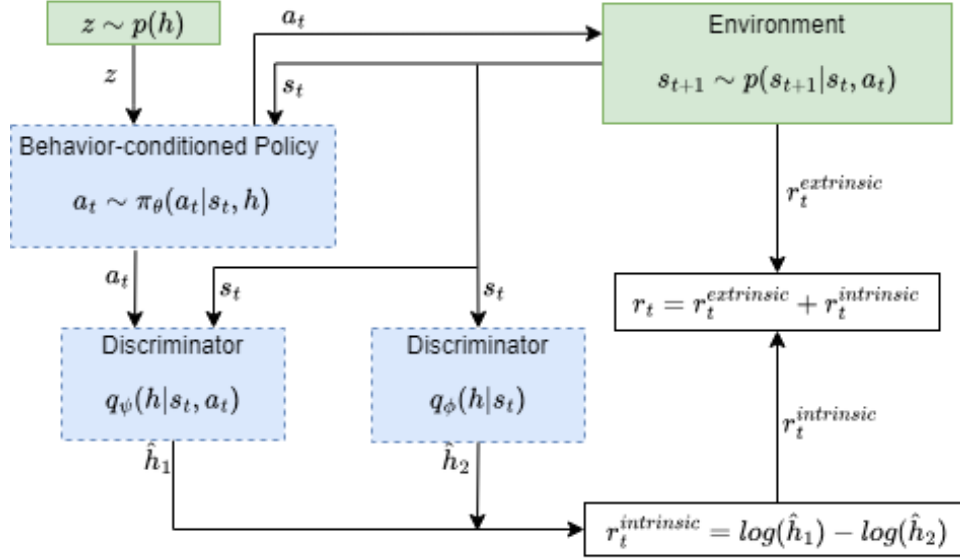 z ∼ p(h)
z
a_t
s_t
Environment
s_{t+1} ∼ p(s_{t+1}|s_t, a_t)
Behavior-conditioned Policy
a_t ∼ π_θ(a_t|s_t, h)
r_t^{extrinsic}
a_t
s_t
s_t
r_t = r_t^{extrinsic} + r_t^{intrinsic}
Discriminator
q_ψ(h|s_t, a_t)
Discriminator
q_ϕ(h|s_t)
r_t^{intrinsic}
ĥ_1
ĥ_2
r_t^{intrinsic} = log(ĥ_1) − log(ĥ_2)